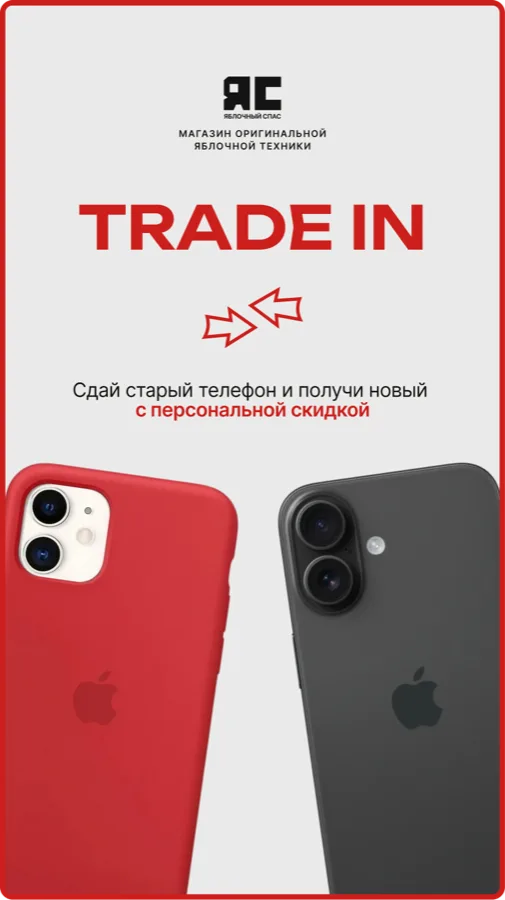 ЯС
ЯБЛОЧНЫЙ СПАС
МАГАЗИН ОРИГИНАЛЬНОЙ
ЯБЛОЧНОЙ ТЕХНИКИ
TRADE IN
Сдай старый телефон и получи новый
с персональной скидкой